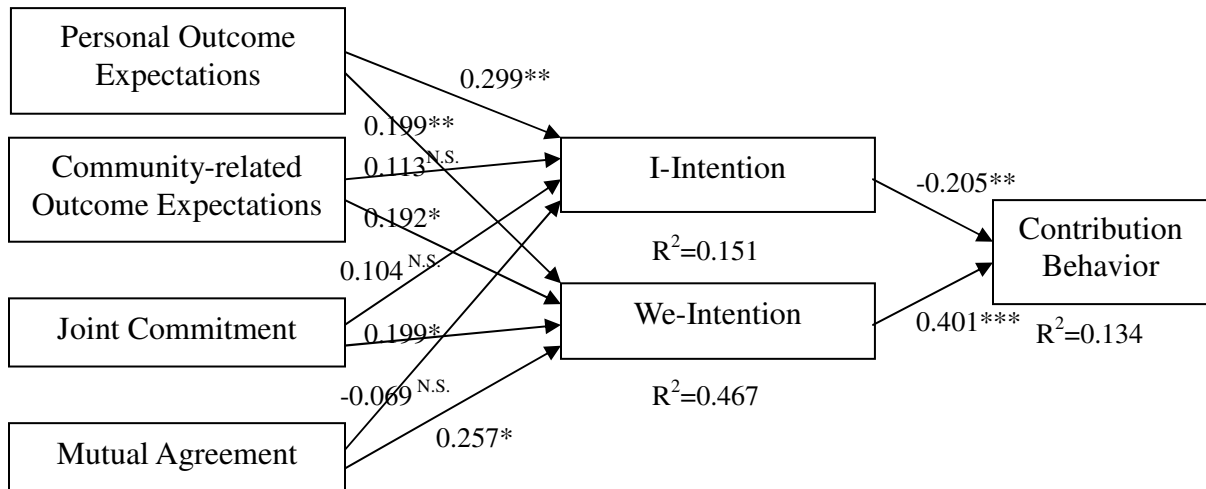 Personal Outcome
Expectations
0.299**
0.199**
Community-related
Outcome Expectations
0.113 N.S.
I-Intention
0.192*
-0.205**
Contribution
Behavior
R²=0.151
0.104 N.S.
We-Intention
Joint Commitment
0.199*
0.401***
R²=0.134
-0.069 N.S.
R²=0.467
0.257*
Mutual Agreement